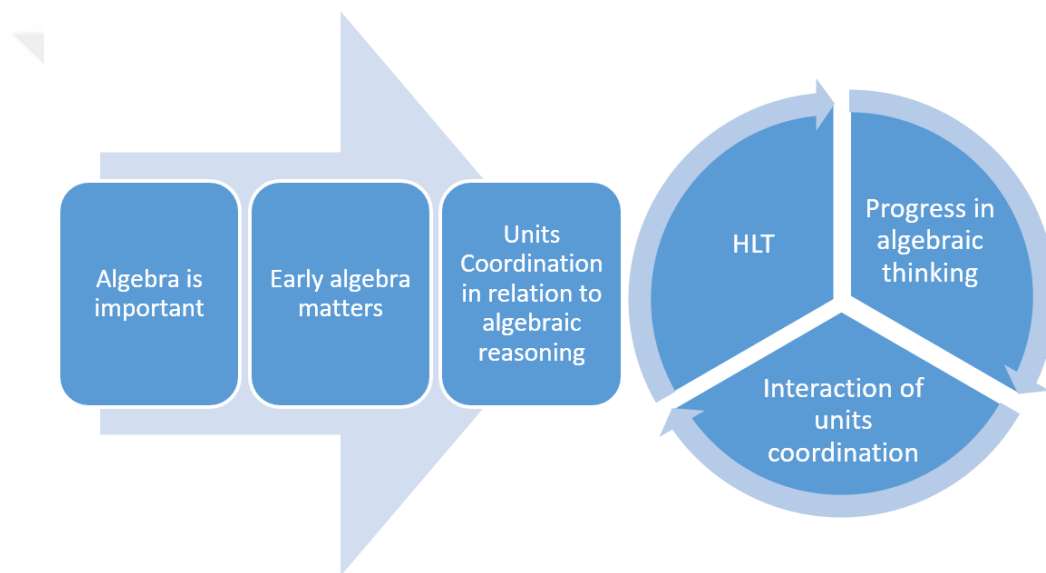 Algebra is
important
Early algebra
matters
Units
Coordination
in relation to
algebraic
reasoning
HLT
Progress in
algebraic
thinking
Interaction of
units
coordination